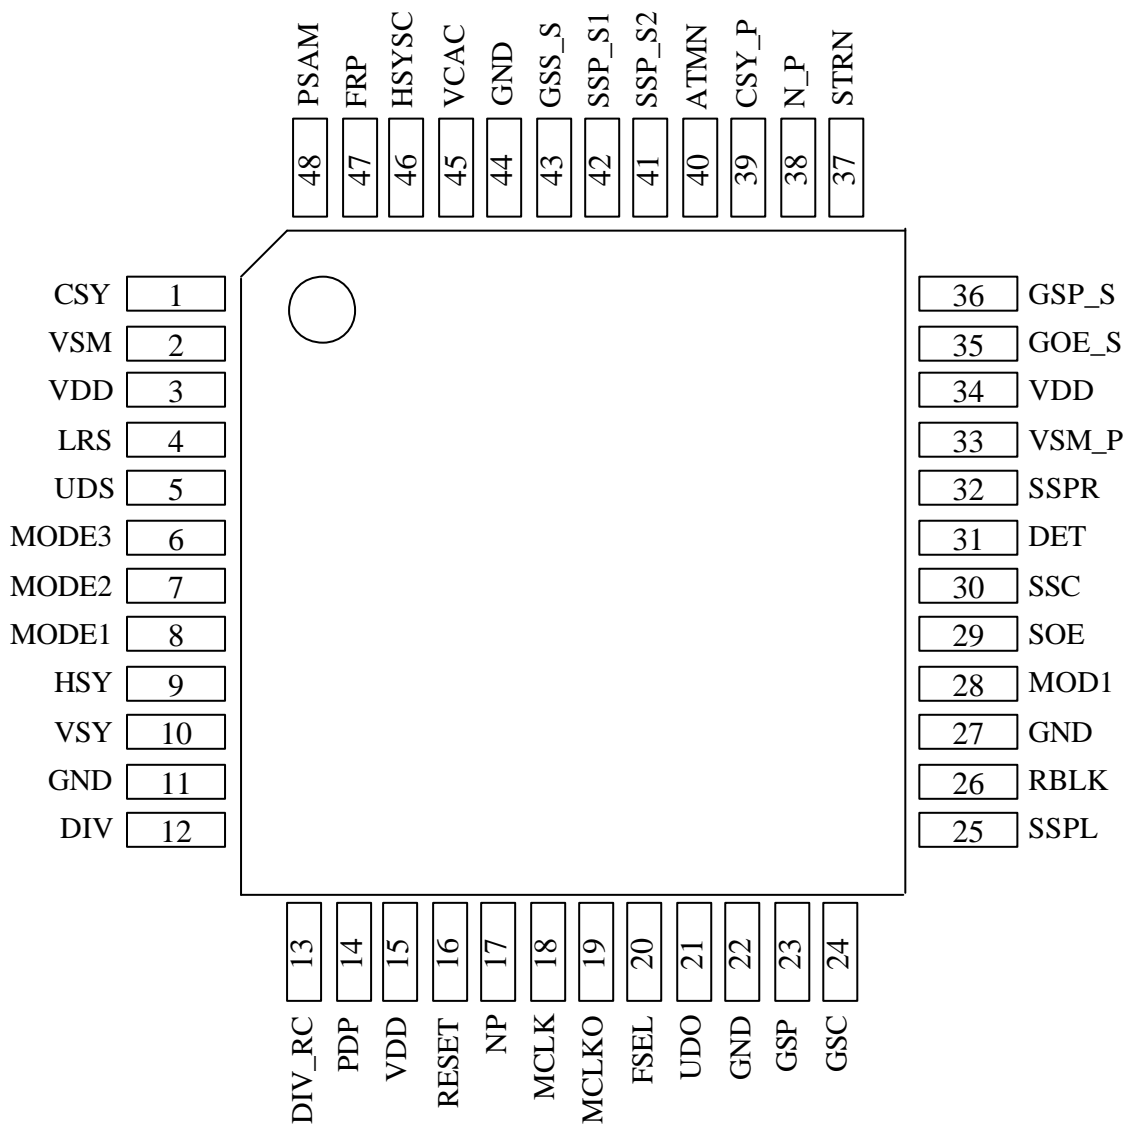 PSAM
FRP
HSYSC
VCAC
GND
GSS_S
SSP_S1
SSP_S2
ATMN
CSY_P
N_P
STRN
48
47
46
45
44
43
42
41
40
39
38
37
CSY 1
VSM 2
VDD 3
LRS 4
UDS 5
MODE3 6
MODE2 7
MODE1 8
HSY 9
VSY 10
GND 11
DIV 12
36 GSP_S
35 GOE_S
34 VDD
33 VSM_P
32 SSPR
31 DET
30 SSC
29 SOE
28 MOD1
27 GND
26 RBLK
25 SSPL
13
14
15
16
17
18
19
20
21
22
23
24
DIV_RC
PDP
VDD
RESET
NP
MCLK
MCLKO
FSEL
UDO
GND
GSP
GSC